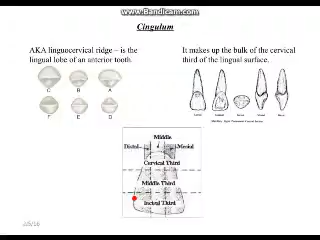 www.Bandicam.com
Cingulum
AKA linguocervical ridge – is the
lingual lobe of an anterior tooth.
It makes up the bulk of the cervical
third of the lingual surface.
C B A
F E D
Middle
Distal Mesial
Cervical Third
Middle Third
Incisal Third